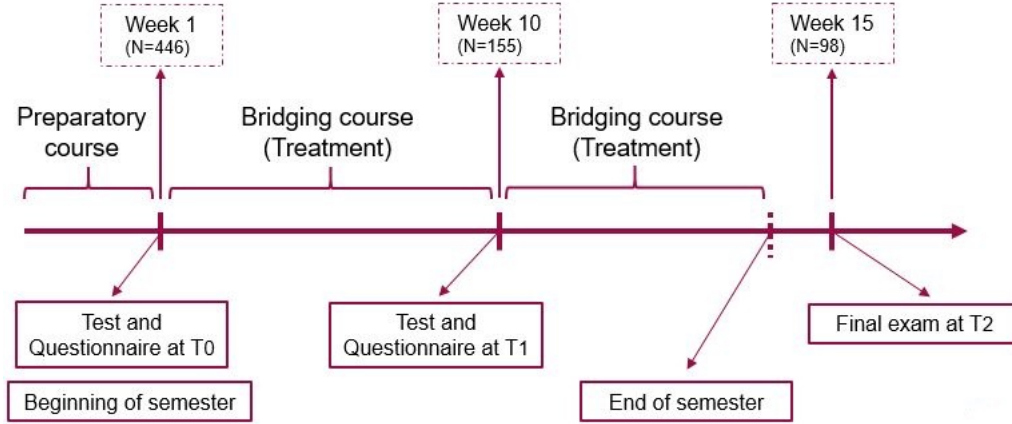 Week 1
(N=446)
Week 10
(N=155)
Week 15
(N=98)
Preparatory
course
Bridging course
(Treatment)
Bridging course
(Treatment)
Test and
Questionnaire at T0
Test and
Questionnaire at T1
Final exam at T2
Beginning of semester
End of semester